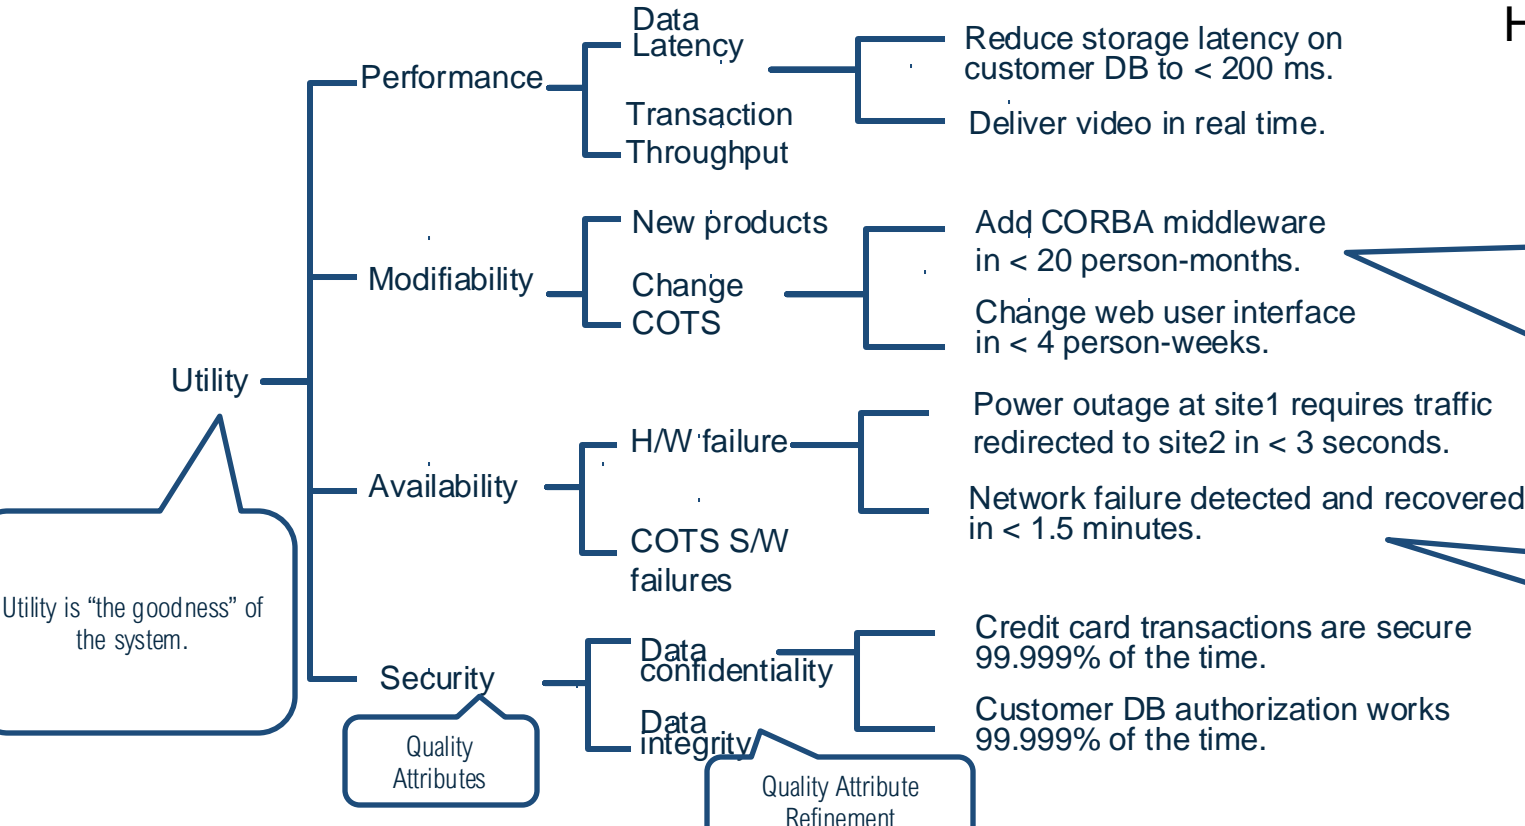 H
Data
Latency
Reduce storage latency on
customer DB to < 200 ms.
Performance
Transaction
Throughput
Deliver video in real time.
New products
Add CORBA middleware
in < 20 person-months.
Modifiability
Change
COTS
Change web user interface
in < 4 person-weeks.
Utility
Power outage at site1 requires traffic
redirected to site2 in < 3 seconds.
H/W failure
Availability
Network failure detected and recovered
in < 1.5 minutes.
COTS S/W
failures
Utility is “the goodness” of
the system.
Credit card transactions are secure
99.999% of the time.
Data
confidentiality
Security
Customer DB authorization works
99.999% of the time.
Data
integrity
Quality
Attributes
Quality Attribute
Refinement